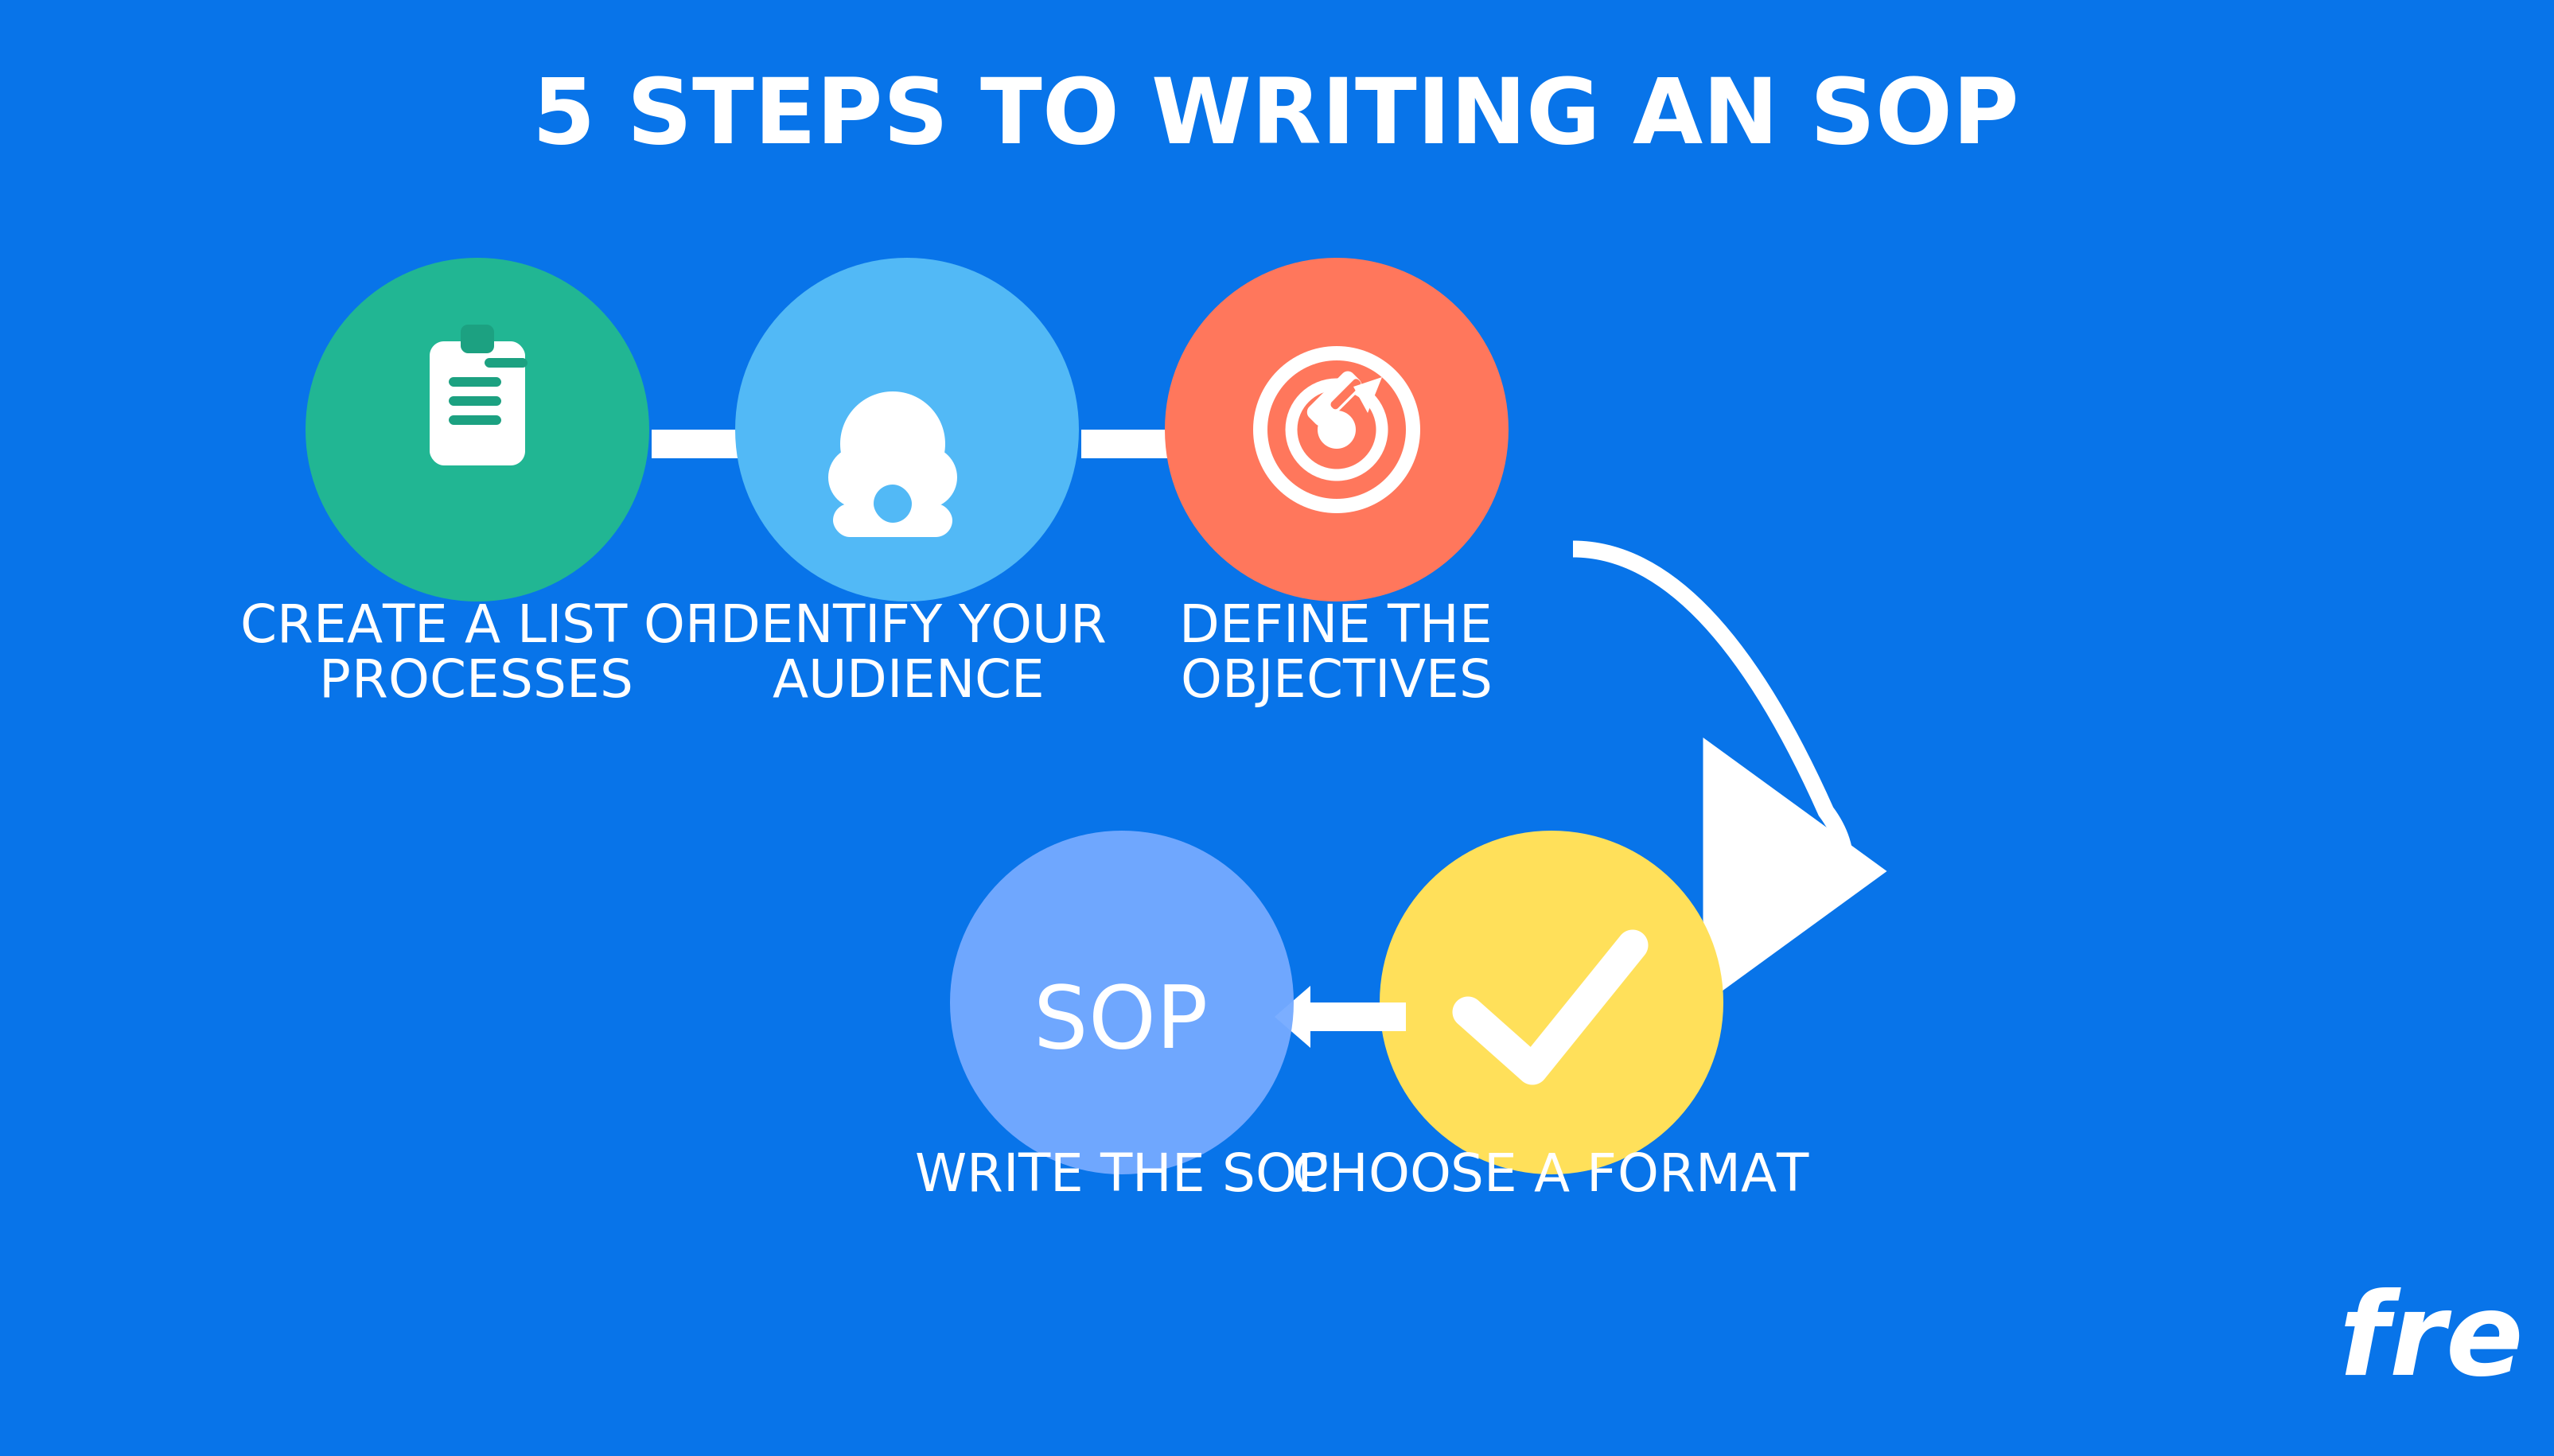 5 STEPS TO WRITING AN SOP
CREATE A LIST OF
PROCESSES
IDENTIFY YOUR
AUDIENCE
DEFINE THE
OBJECTIVES
SOP
WRITE THE SOP
CHOOSE A FORMAT
fre